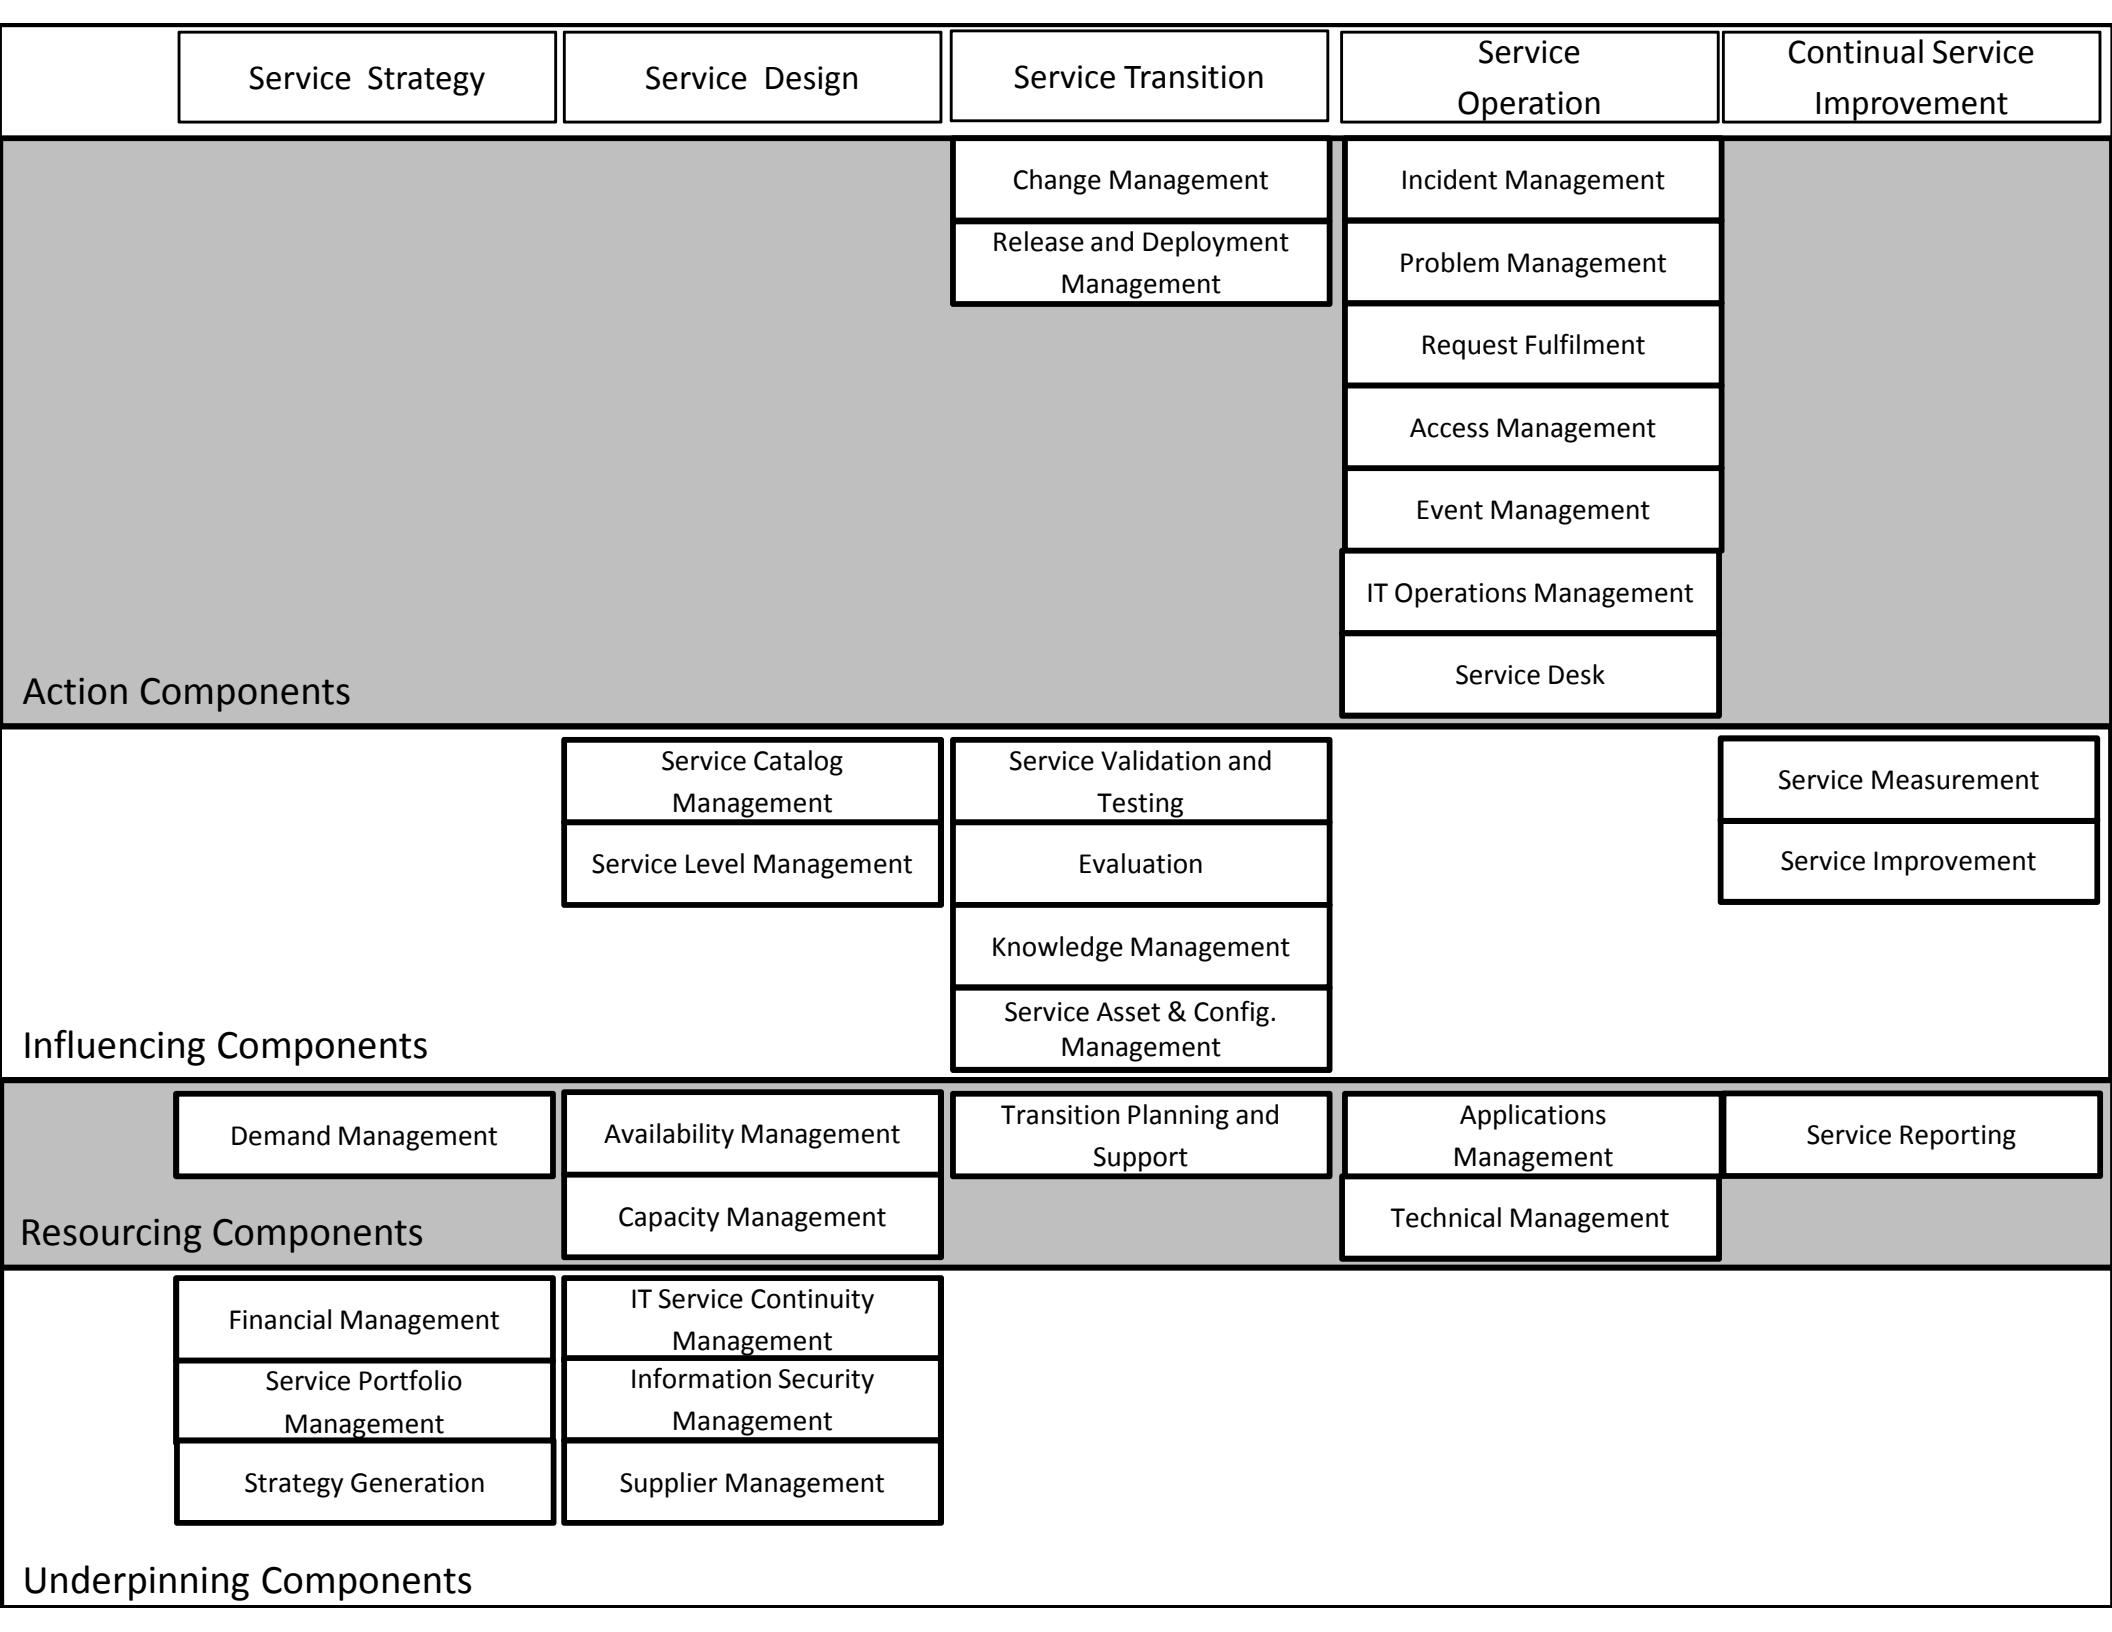 Service Strategy
Service Design
Service Transition
Service
Operation
Continual Service
Improvement
Change Management
Release and Deployment
Management
Incident Management
Problem Management
Request Fulfilment
Access Management
Event Management
IT Operations Management
Service Desk
Action Components
Service Catalog
Management
Service Level Management
Service Validation and
Testing
Evaluation
Knowledge Management
Service Asset & Config.
Management
Service Measurement
Service Improvement
Influencing Components
Demand Management
Availability Management
Capacity Management
Transition Planning and
Support
Applications
Management
Technical Management
Service Reporting
Resourcing Components
Financial Management
Service Portfolio
Management
Strategy Generation
IT Service Continuity
Management
Information Security
Management
Supplier Management
Underpinning Components